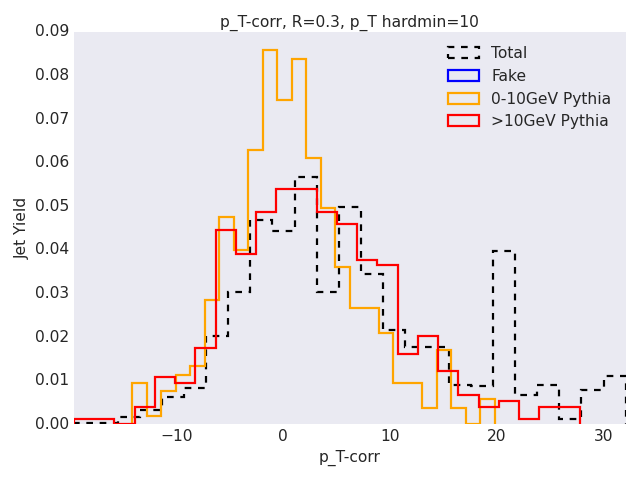 p_T-corr, R=0.3, p_T hardmin=10
0.09
0.08
0.07
0.06
0.05
0.04
0.03
0.02
0.01
0.00
Jet Yield
Total
Fake
0-10GeV Pythia
>10GeV Pythia
−10
0
10
20
30
p_T-corr